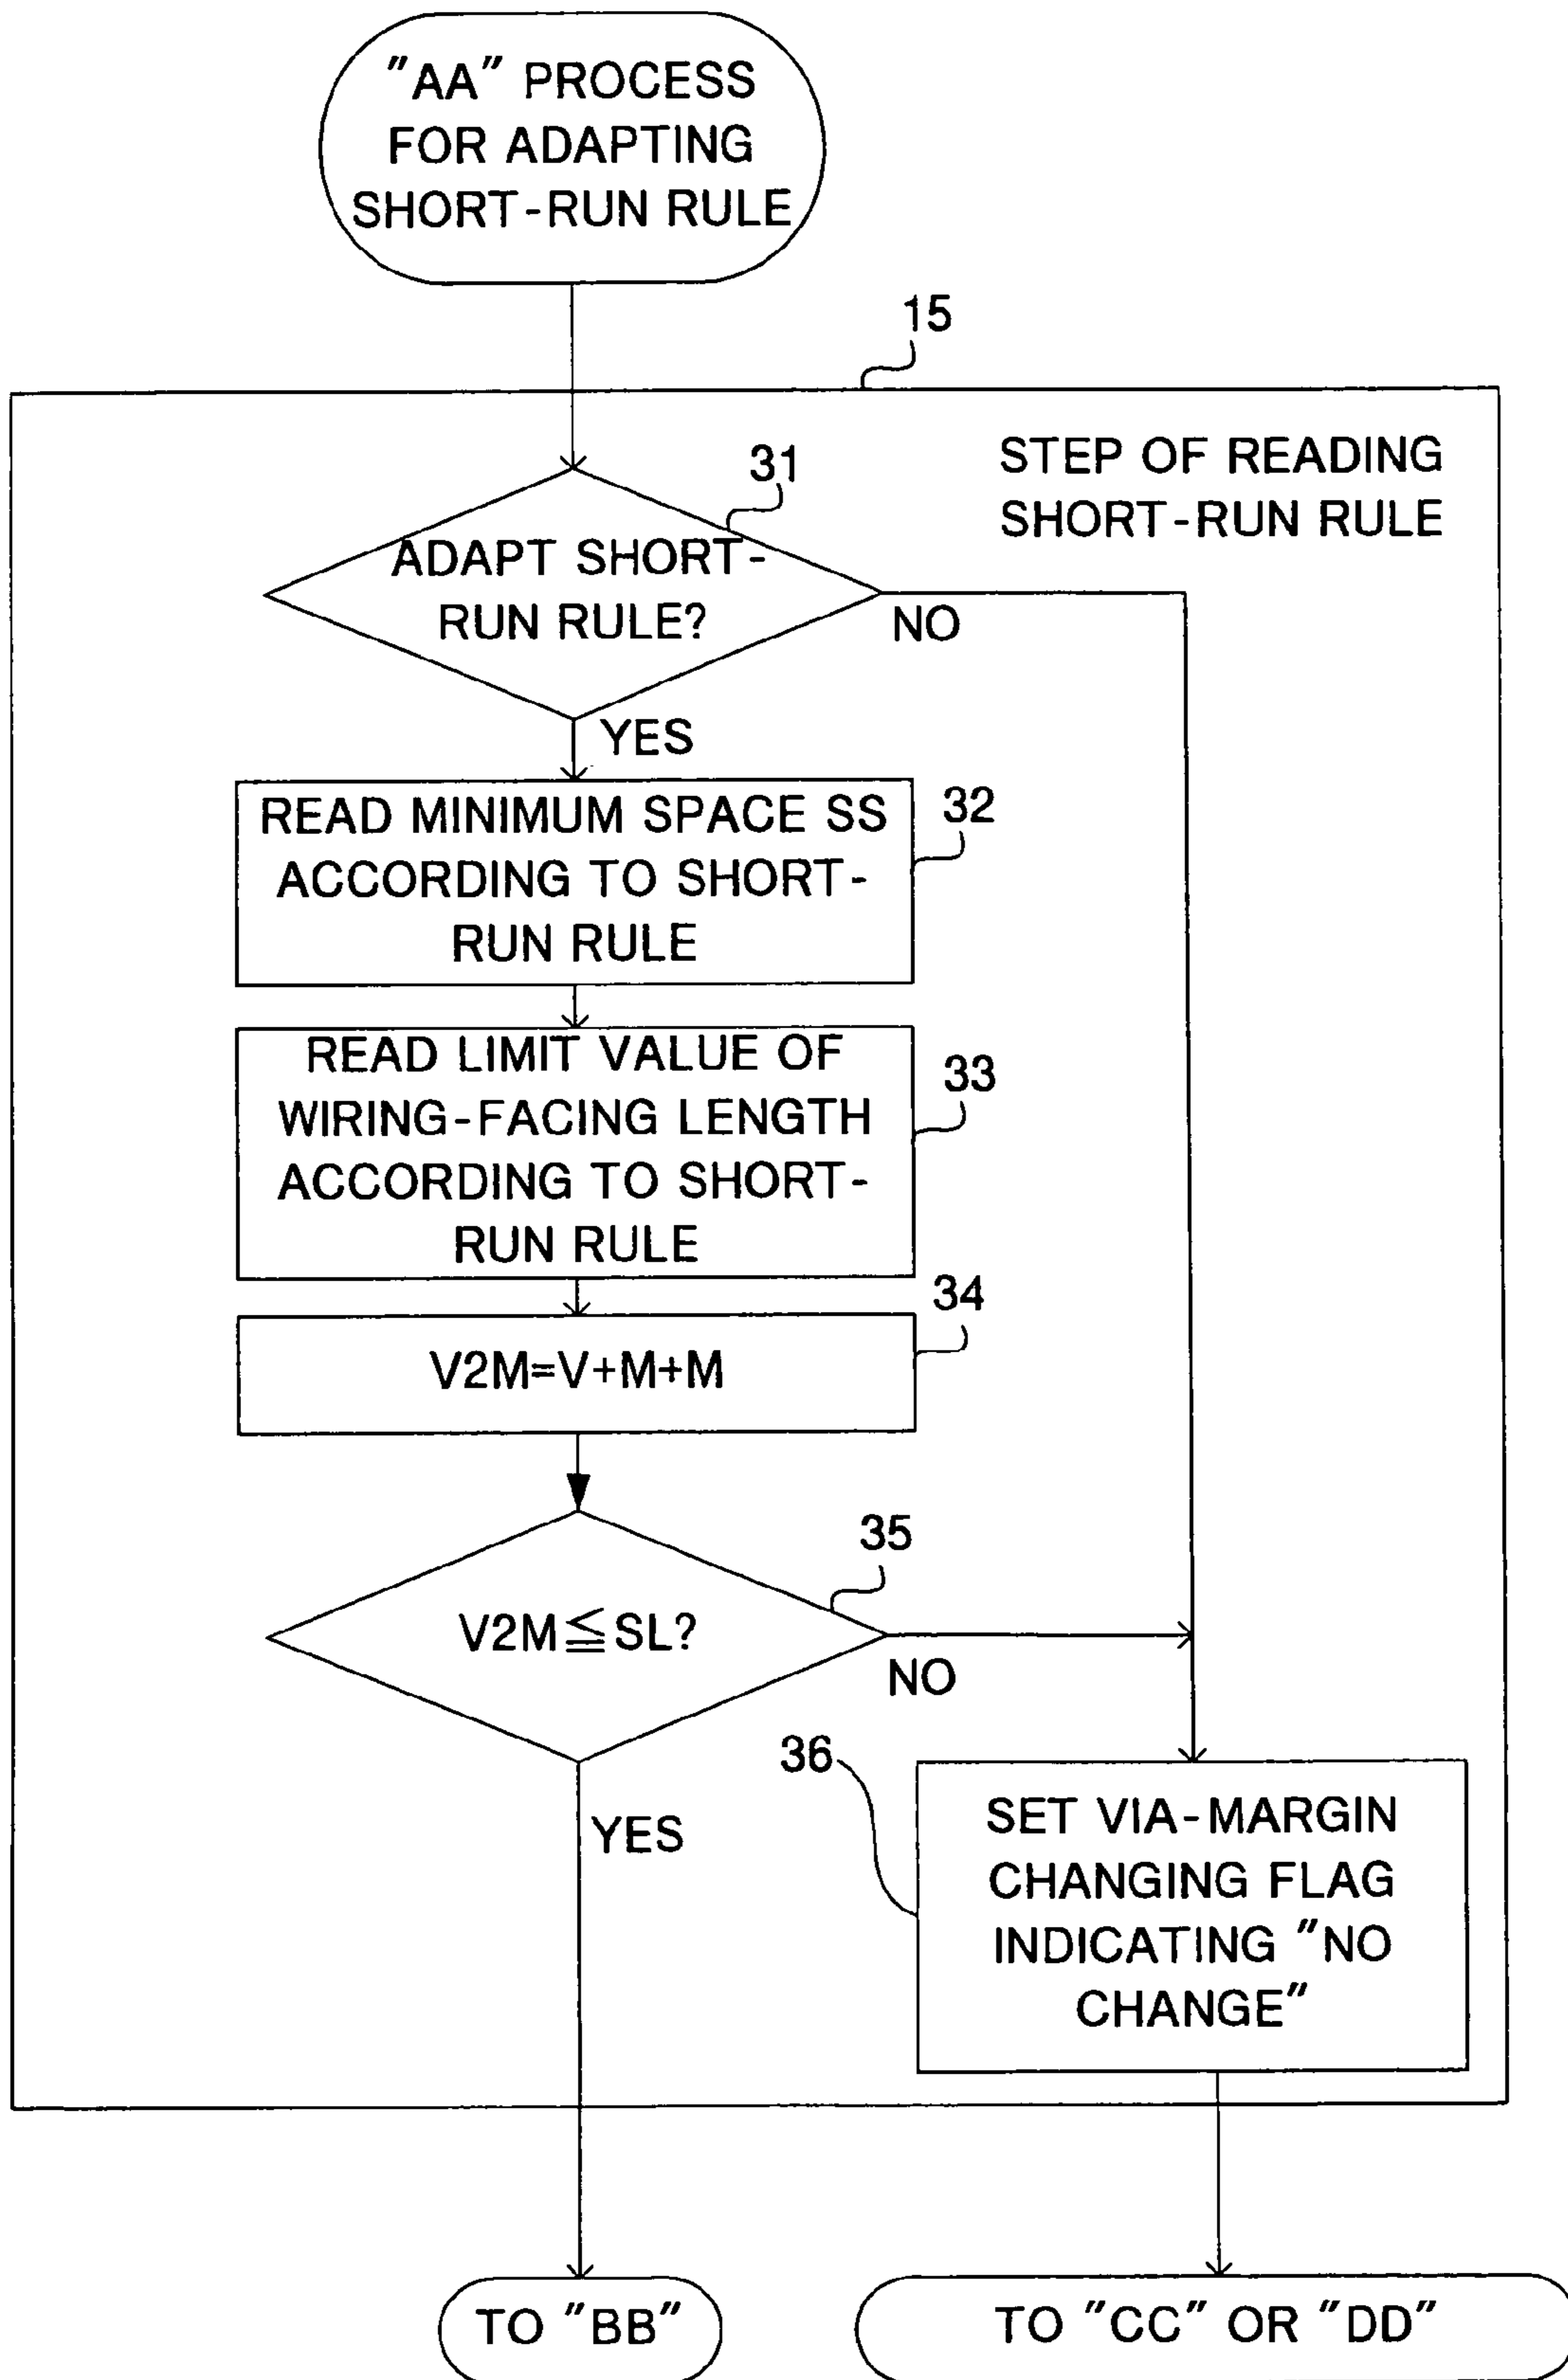 "AA" PROCESS
FOR ADAPTING
SHORT-RUN RULE
15
STEP OF READING
SHORT-RUN RULE
31
ADAPT SHORT-
RUN RULE?
NO
YES
32
READ MINIMUM SPACE SS
ACCORDING TO SHORT-
RUN RULE
33
READ LIMIT VALUE OF
WIRING-FACING LENGTH
ACCORDING TO SHORT-
RUN RULE
34
V2M=V+M+M
35
V2M≦SL?
NO
YES
36
SET VIA-MARGIN
CHANGING FLAG
INDICATING "NO
CHANGE"
TO "BB"
TO "CC" OR "DD"